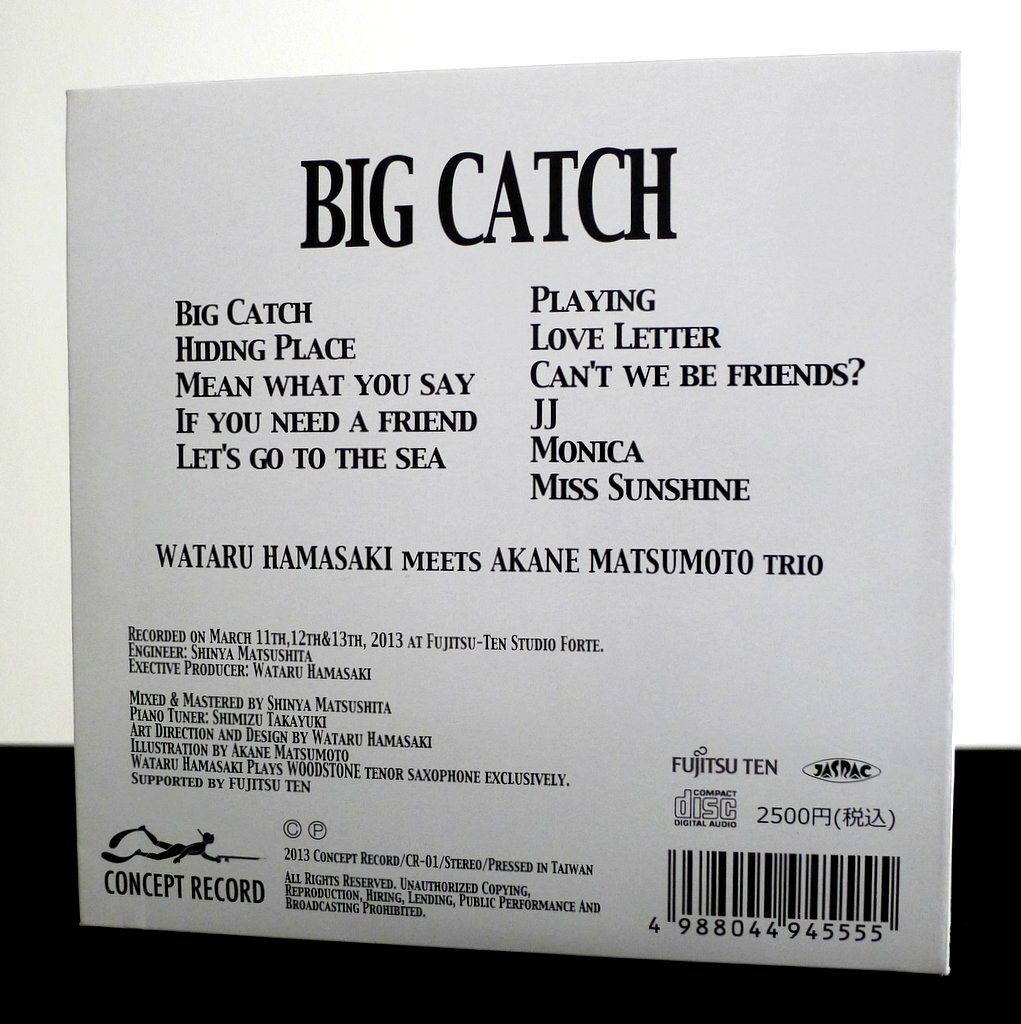 BIG CATCH
BIG CATCH
HIDING PLACE
MEAN WHAT YOU SAY
IF YOU NEED A FRIEND
LET'S GO TO THE SEA
PLAYING
LOVE LETTER
CAN'T WE BE FRIENDS?
JJ
MONICA
MISS SUNSHINE
WATARU HAMASAKI MEETS AKANE MATSUMOTO TRIO
RECORDED ON MARCH 11TH,12TH&13TH, 2013 AT FUJITSU-TEN STUDIO FORTE.
ENGINEER: SHINYA MATSUSHITA
EXECTIVE PRODUCER: WATARU HAMASAKI
MIXED & MASTERED BY SHINYA MATSUSHITA
PIANO TUNER: SHIMIZU TAKAYUKI
ART DIRECTION AND DESIGN BY WATARU HAMASAKI
ILLUSTRATION BY AKANE MATSUMOTO
WATARU HAMASAKI PLAYS WOODSTONE TENOR SAXOPHONE EXCLUSIVELY.
SUPPORTED BY FUJITSU TEN
FUJITSU TEN
JASRAC
COMPACT
disc
DIGITAL AUDIO
2500円(税込)
CONCEPT RECORD
Ⓒ Ⓟ
2013 CONCEPT RECORD/CR-01/STEREO/PRESSED IN TAIWAN
ALL RIGHTS RESERVED. UNAUTHORIZED COPYING,
REPRODUCTION, HIRING, LENDING, PUBLIC PERFORMANCE AND
BROADCASTING PROHIBITED.
4 988044 945555